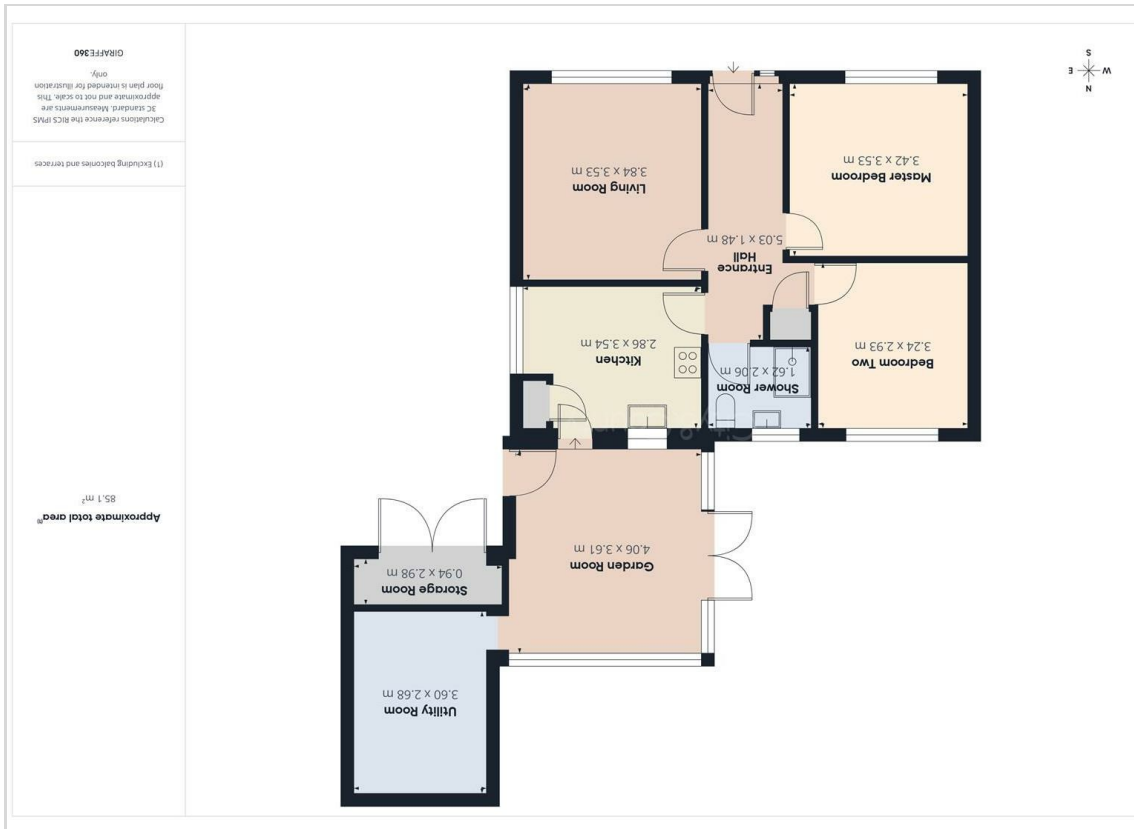 Utility Room
3.60 x 2.68 m
Storage Room
0.94 x 2.98 m
Garden Room
4.06 x 3.61 m
Bedroom Two
3.24 x 2.93 m
Shower Room
1.62 x 2.06 m
Kitchen
2.86 x 3.54 m
Entrance
Hall
5.03 x 1.48 m
Master Bedroom
3.42 x 3.53 m
Living Room
3.84 x 3.53 m
N
W E
S
Approximate total area(1)
85.1 m²
(1) Excluding balconies and terraces
Calculations reference the RICS IPMS
3C standard. Measurements are
approximate and not to scale. This
floor plan is intended for illustration
only.
GIRAFFE360